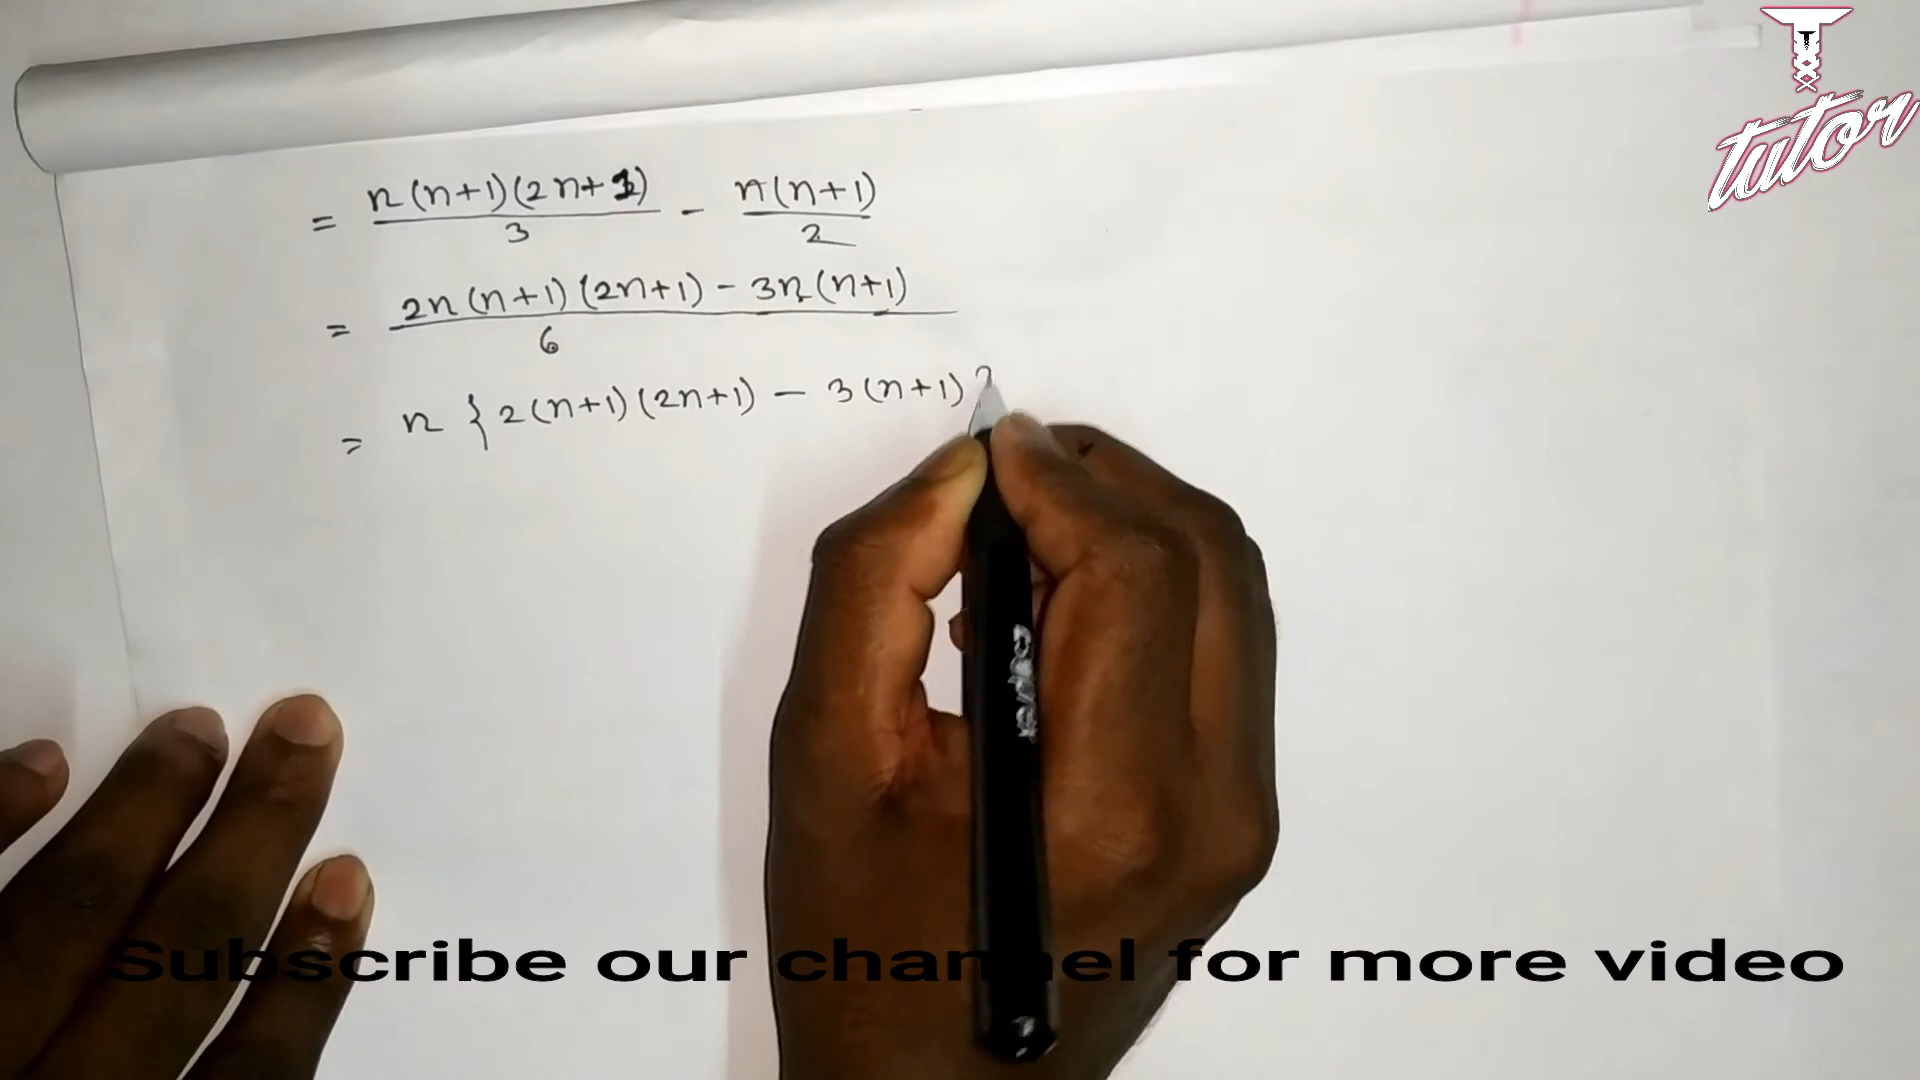 T
tutor
= n(n+1)(2n+1)/3 - n(n+1)/2
= 2n(n+1)(2n+1) - 3n(n+1)/6
= n {2(n+1)(2n+1) - 3(n+1)
Subscribe our channel for more video